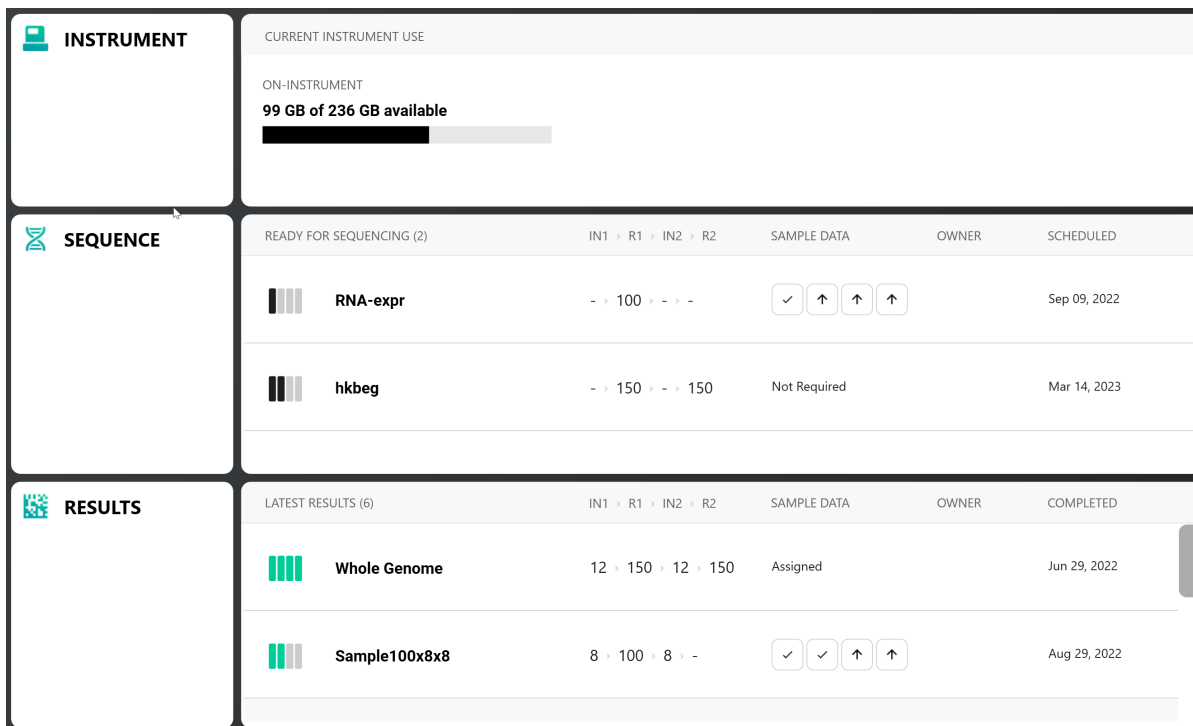 INSTRUMENT
CURRENT INSTRUMENT USE
ON-INSTRUMENT
99 GB of 236 GB available
SEQUENCE
READY FOR SEQUENCING (2) IN1 › R1 › IN2 › R2 SAMPLE DATA OWNER SCHEDULED
RNA-expr - › 100 › - › - Sep 09, 2022
hkbeg - › 150 › - › 150 Not Required Mar 14, 2023
RESULTS
LATEST RESULTS (6) IN1 › R1 › IN2 › R2 SAMPLE DATA OWNER COMPLETED
Whole Genome 12 › 150 › 12 › 150 Assigned Jun 29, 2022
Sample100x8x8 8 › 100 › 8 › - Aug 29, 2022